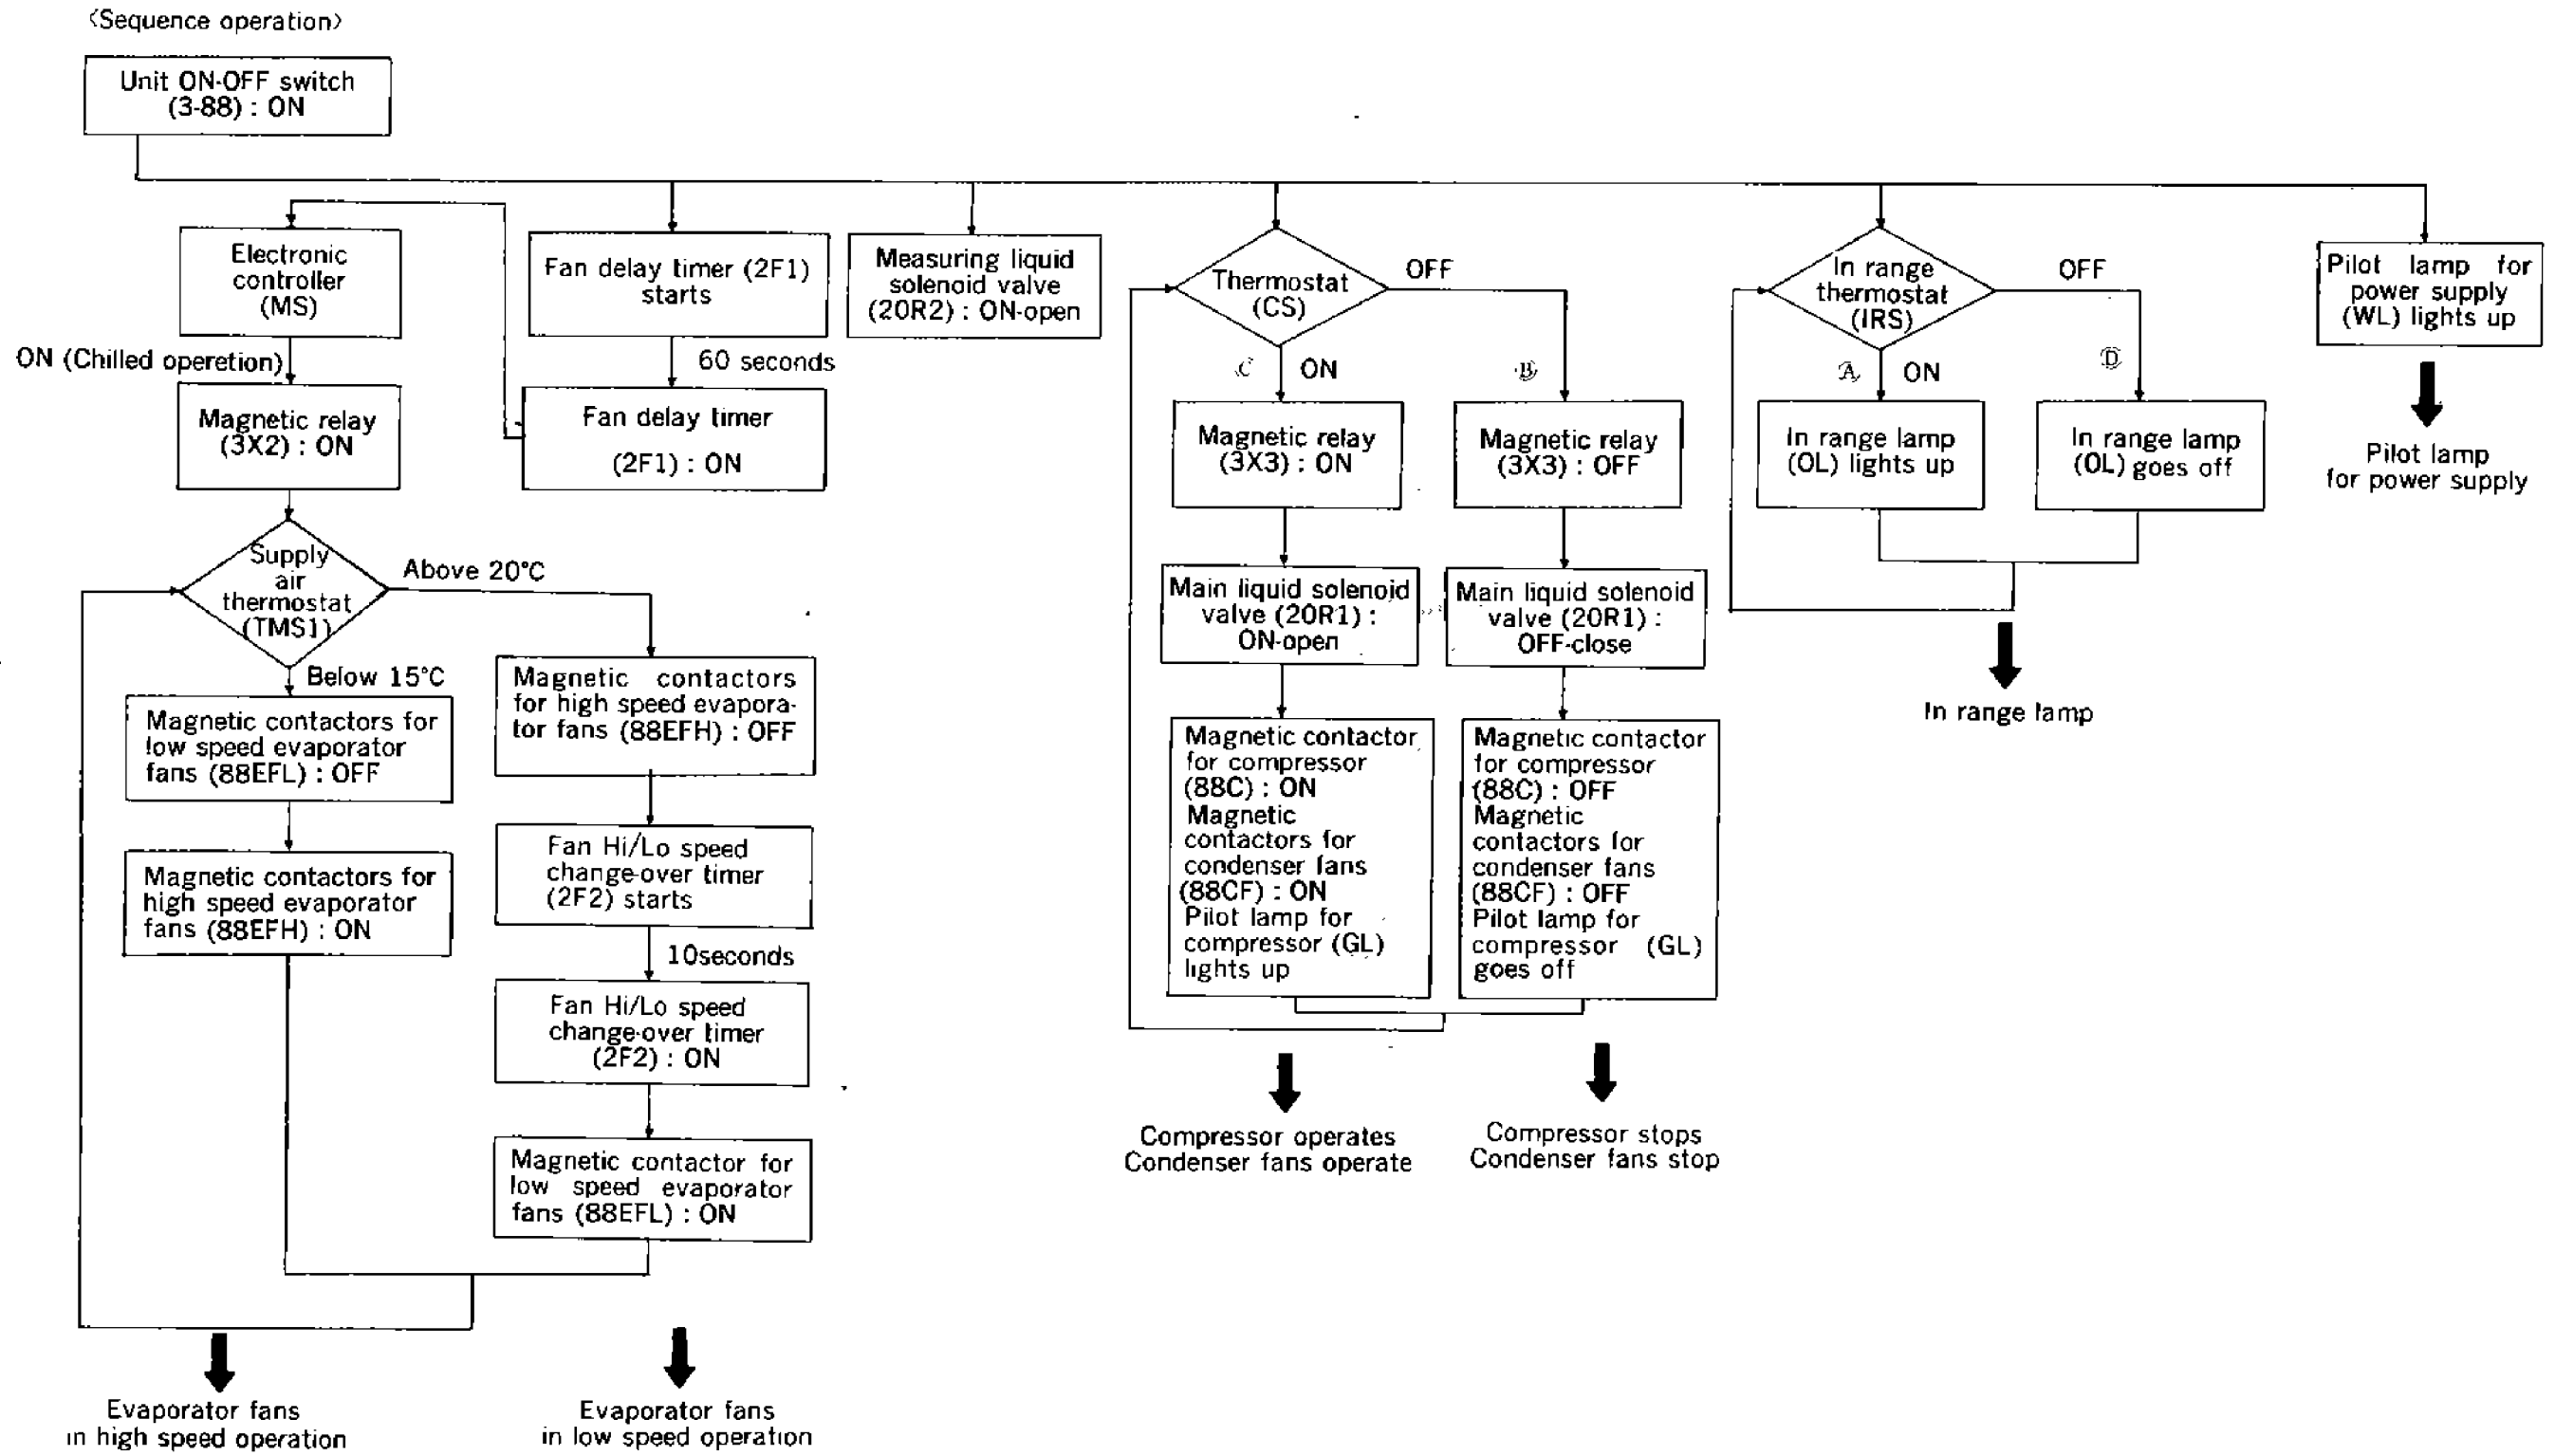 〈Sequence operation〉
Unit ON-OFF switch
(3-88) : ON
Electronic
controller
(MS)
ON (Chilled operetion)
Magnetic relay
(3X2) : ON
Supply
air
thermostat
(TMS1)
Above 20°C
Below 15°C
Magnetic contactors for
low speed evaporator
fans (88EFL) : OFF
Magnetic contactors for
high speed evaporator
fans (88EFH) : ON
Evaporator fans
in high speed operation
Fan delay timer (2F1)
starts
60 seconds
Fan delay timer
(2F1) : ON
Magnetic contactors
for high speed evapora-
tor fans (88EFH) : OFF
Fan Hi/Lo speed
change-over timer
(2F2) starts
10seconds
Fan Hi/Lo speed
change-over timer
(2F2) : ON
Magnetic contactor for
low speed evaporator
fans (88EFL) : ON
Evaporator fans
in low speed operation
Measuring liquid
solenoid valve
(20R2) : ON-open
Thermostat
(CS)
OFF
C
ON
Ⓑ
Magnetic relay
(3X3) : ON
Main liquid solenoid
valve (20R1) :
ON-open
Magnetic contactor
for compressor
(88C) : ON
Magnetic
contactors for
condenser fans
(88CF) : ON
Pilot lamp for
compressor (GL)
lights up
Compressor operates
Condenser fans operate
Magnetic relay
(3X3) : OFF
Main liquid solenoid
valve (20R1) :
OFF-close
Magnetic contactor
for compressor
(88C) : OFF
Magnetic
contactors for
condenser fans
(88CF) : OFF
Pilot lamp for
compressor (GL)
goes off
Compressor stops
Condenser fans stop
In range
thermostat
(IRS)
OFF
Ⓐ
ON
Ⓓ
In range lamp
(OL) lights up
In range lamp
(OL) goes off
In range lamp
Pilot lamp for
power supply
(WL) lights up
Pilot lamp
for power supply